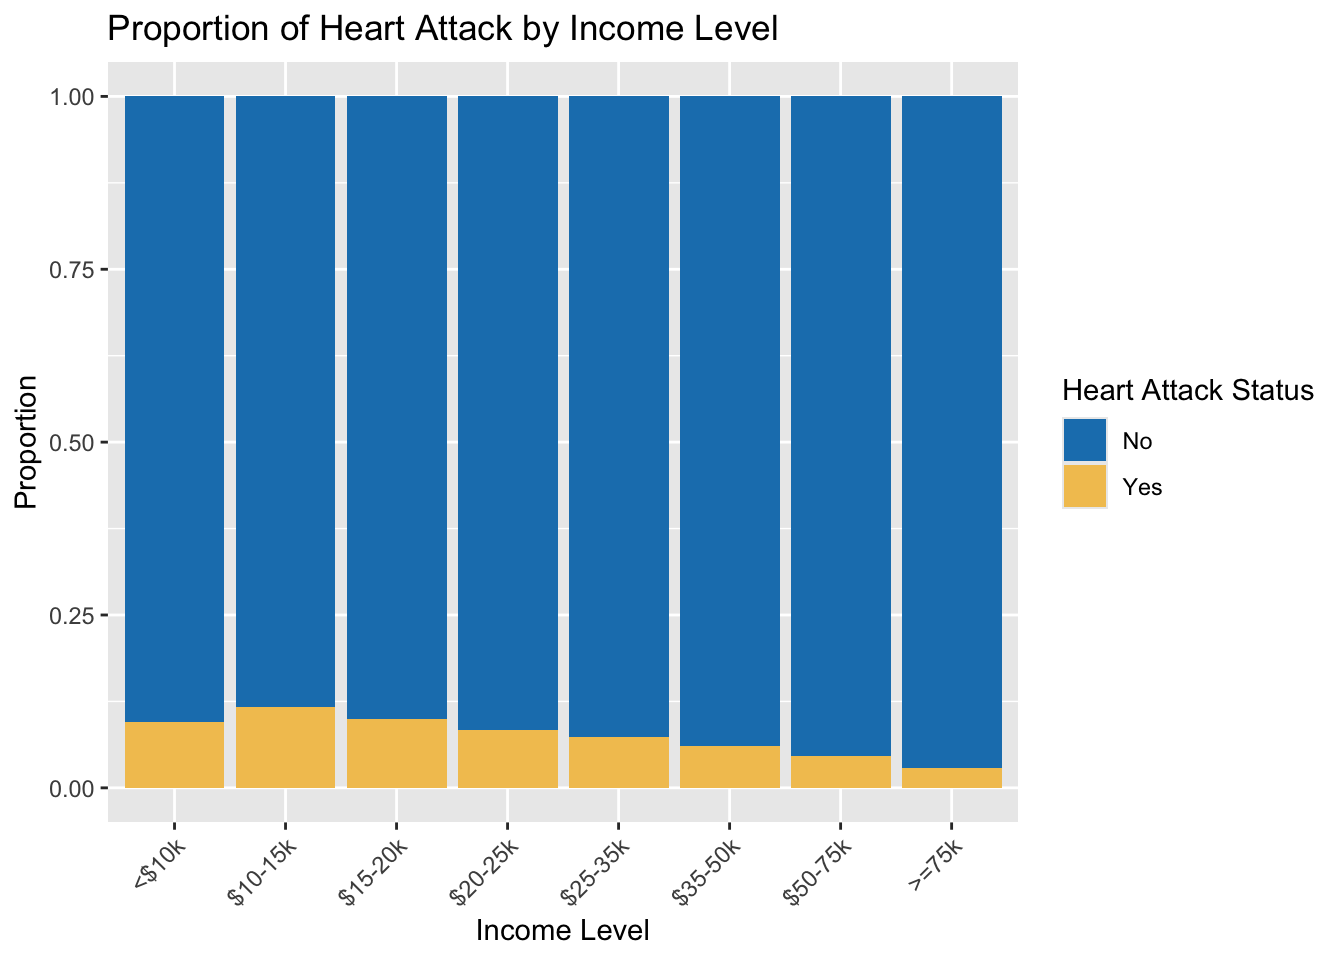 Proportion of Heart Attack by Income Level
1.00
0.75
0.50
0.25
0.00
Proportion
<$10k
$10-15k
$15-20k
$20-25k
$25-35k
$35-50k
$50-75k
>=75k
Income Level
Heart Attack Status
No
Yes